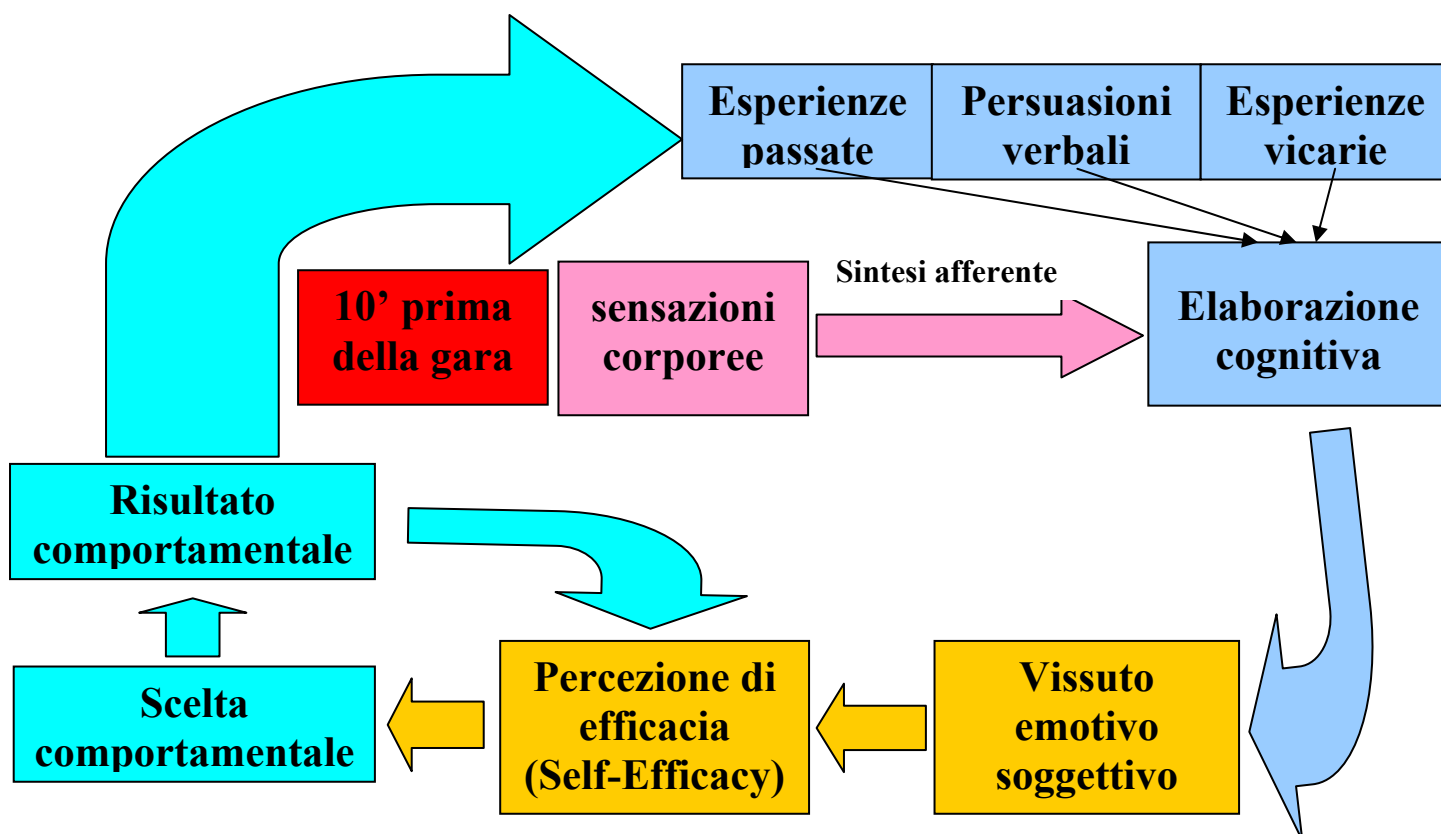 Esperienze
passate
Persuasioni
verbali
Esperienze
vicarie
10’ prima
della gara
sensazioni
corporee
Sintesi afferente
Elaborazione
cognitiva
Risultato
comportamentale
Scelta
comportamentale
Percezione di
efficacia
(Self-Efficacy)
Vissuto
emotivo
soggettivo